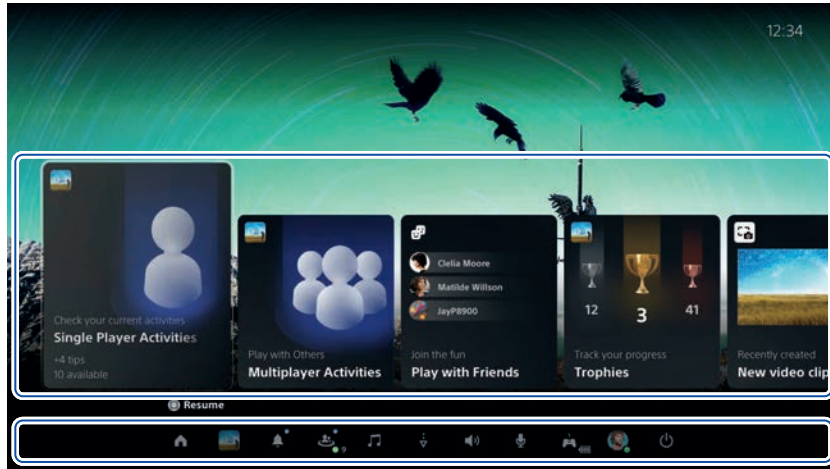 12:34
Check your current activities
Single Player Activities
+4 tips
10 available
Play with Others
Multiplayer Activities
Clelia Moore
Matilde Willson
JayP8900
Join the fun
Play with Friends
12
3
41
Track your progress
Trophies
Recently created
New video clip
Resume
9